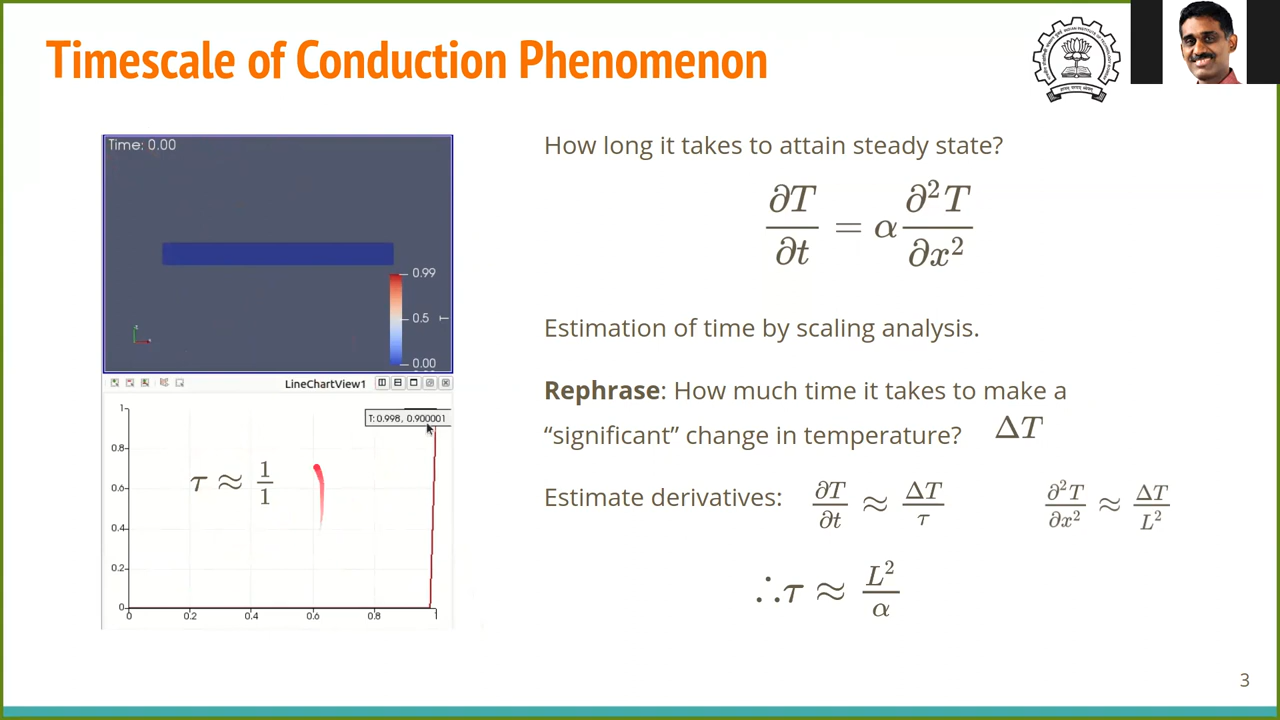 Timescale of Conduction Phenomenon
Time: 0.00
0.99
0.5
T
0.00
LineChartView1
T: 0.998, 0.900001
1
0.8
0.6
0.4
0.2
0
0 0.2 0.4 0.6 0.8 1
τ ≈ 1/1
How long it takes to attain steady state?
∂T/∂t = α ∂²T/∂x²
Estimation of time by scaling analysis.
Rephrase: How much time it takes to make a
“significant” change in temperature? ΔT
Estimate derivatives: ∂T/∂t ≈ ΔT/τ ∂²T/∂x² ≈ ΔT/L²
∴τ ≈ L²/α
3